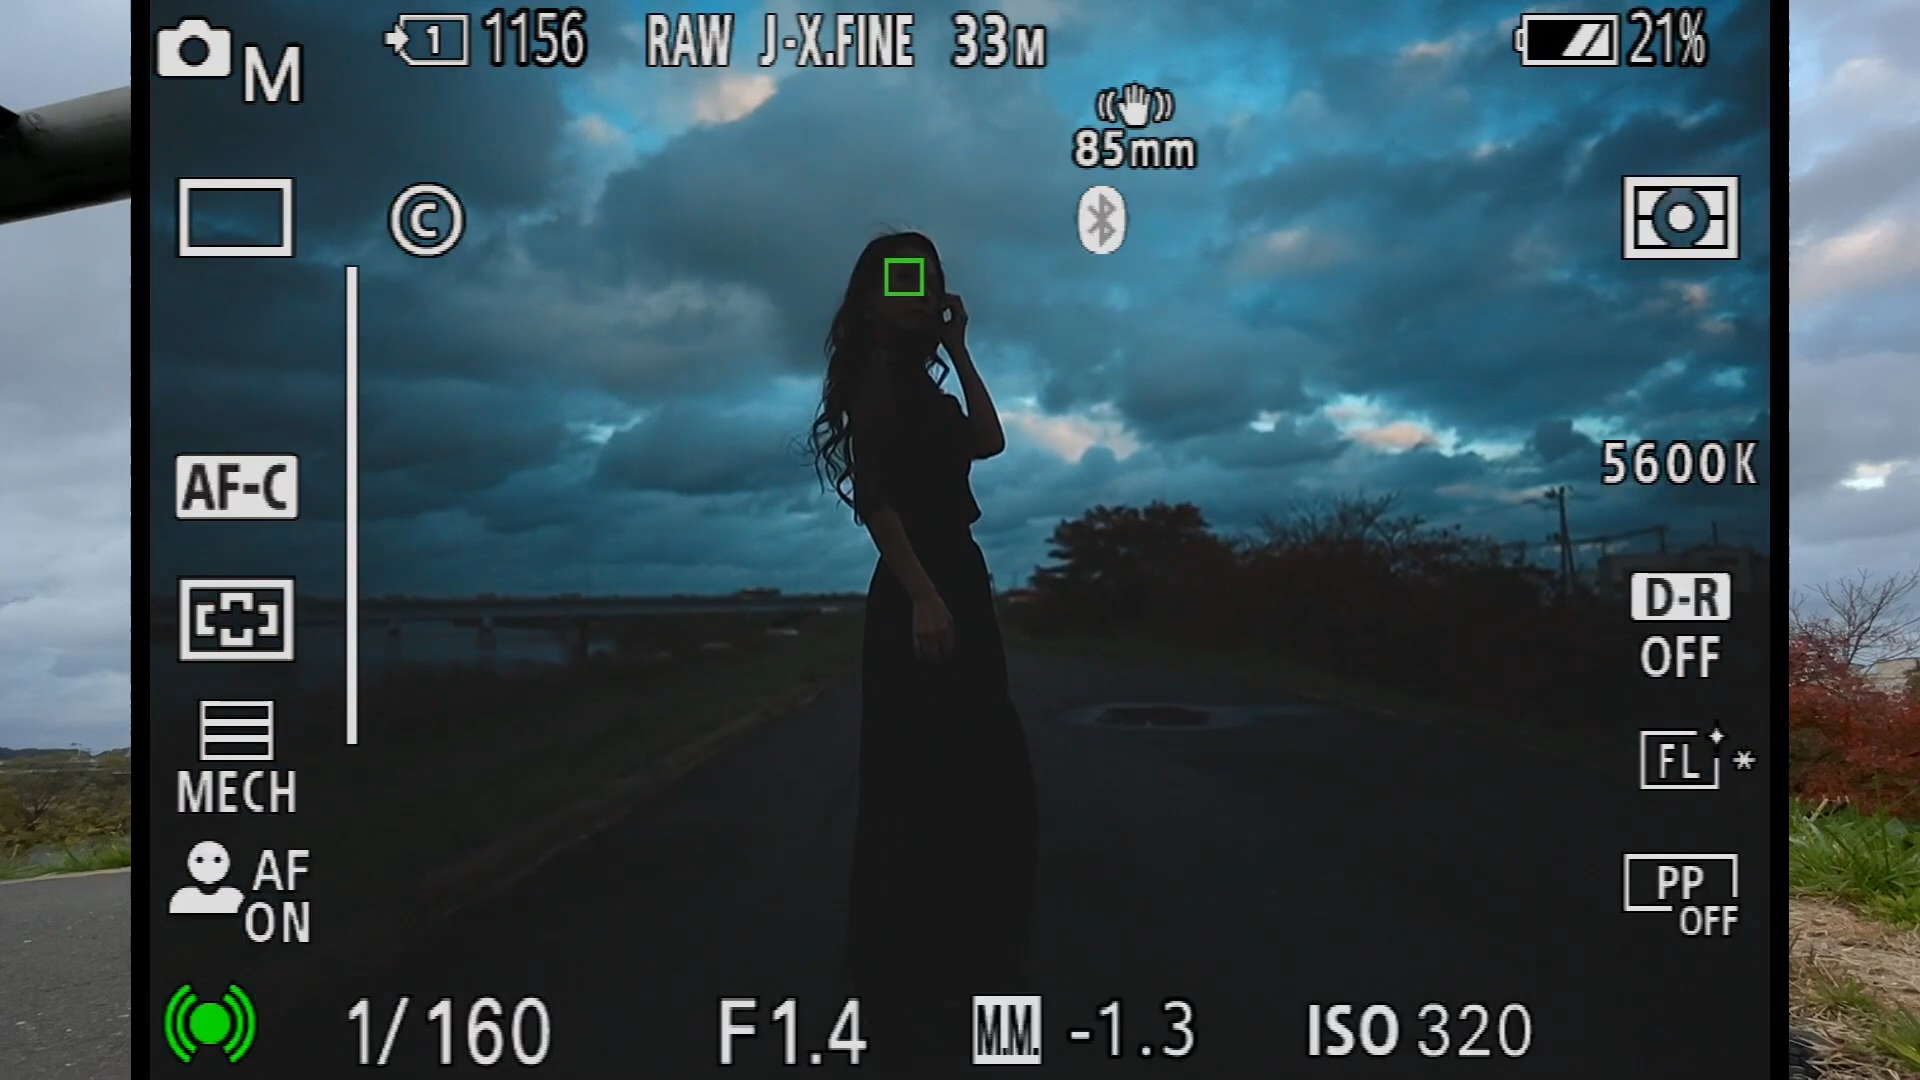 M 1 1156 RAW J-X.FINE 33M 21%
85mm
C
AF-C
5600K
D-R
OFF
FL
MECH
AF
ON
PP
OFF
1/160 F1.4 M.M. -1.3 ISO 320